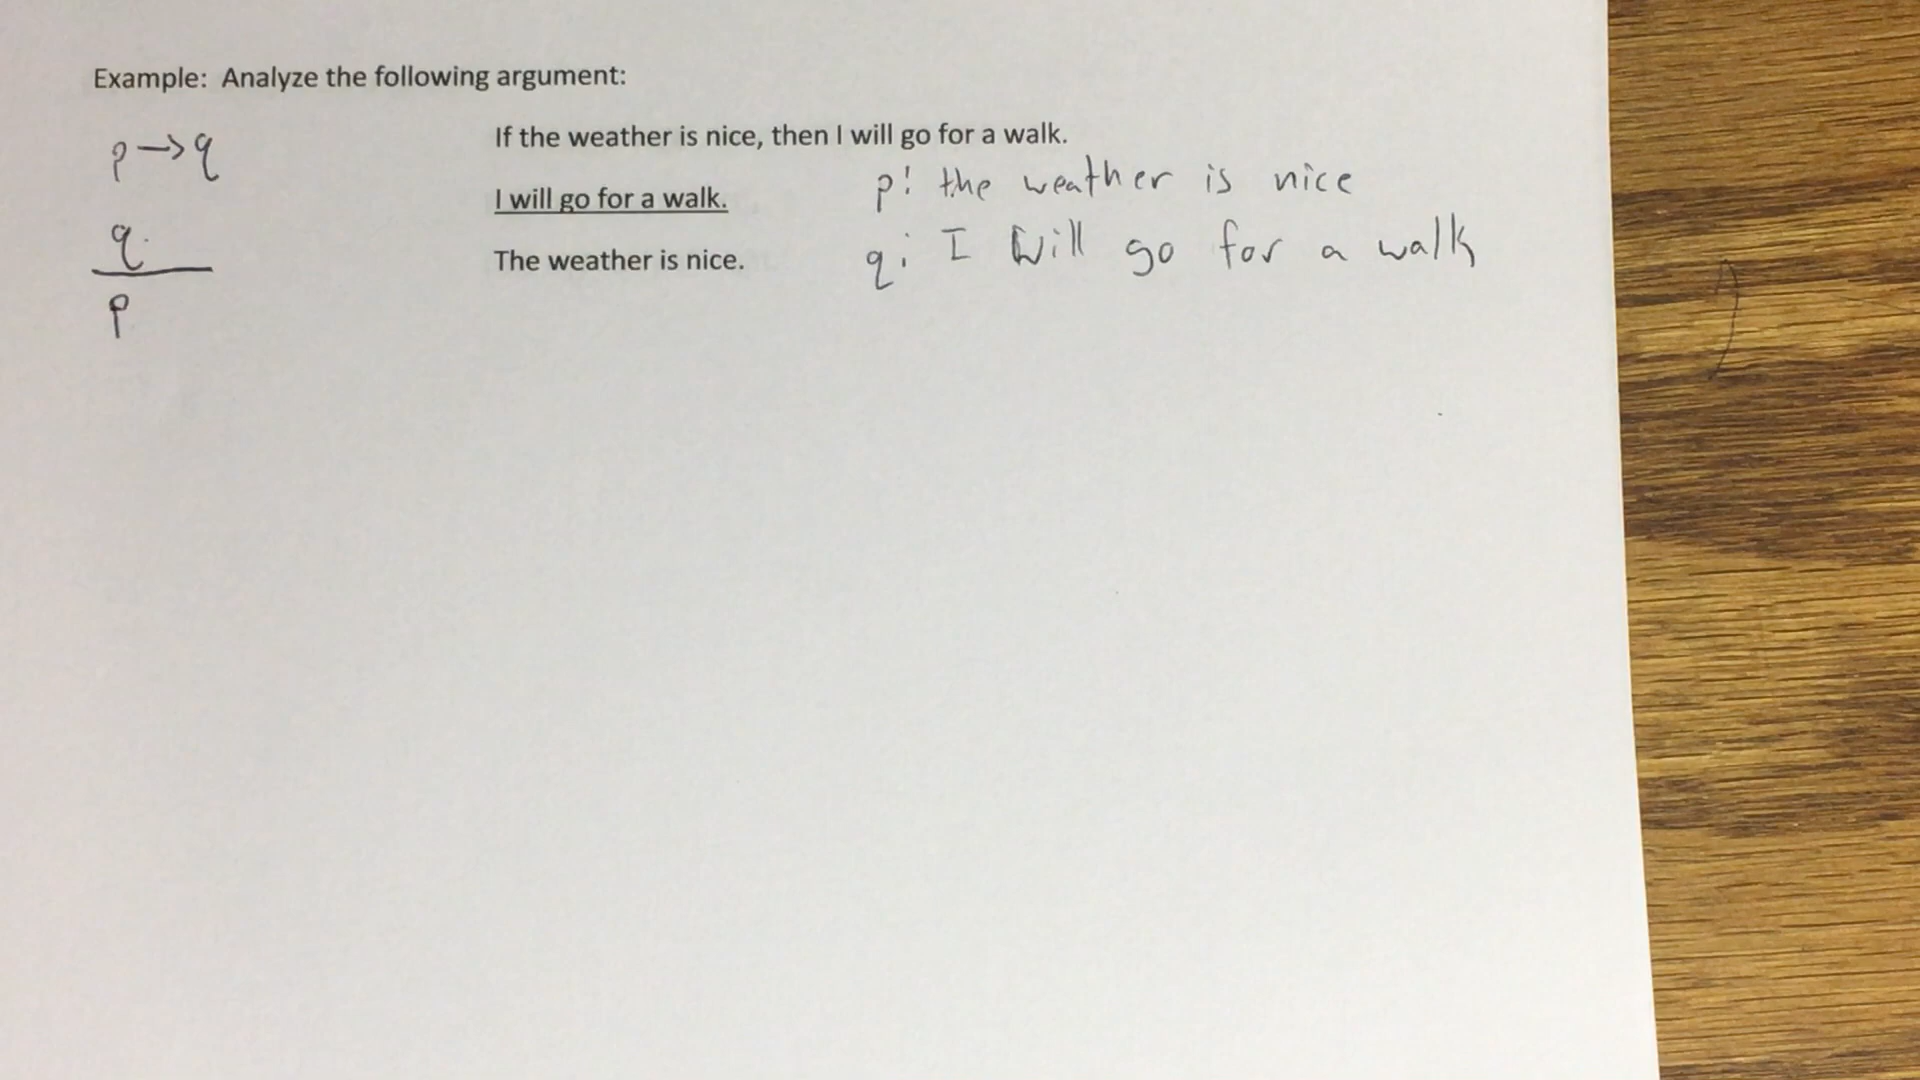 Example: Analyze the following argument:
p→q
If the weather is nice, then I will go for a walk.
p: the weather is nice
I will go for a walk.
q
q: I will go for a walk
The weather is nice.
p